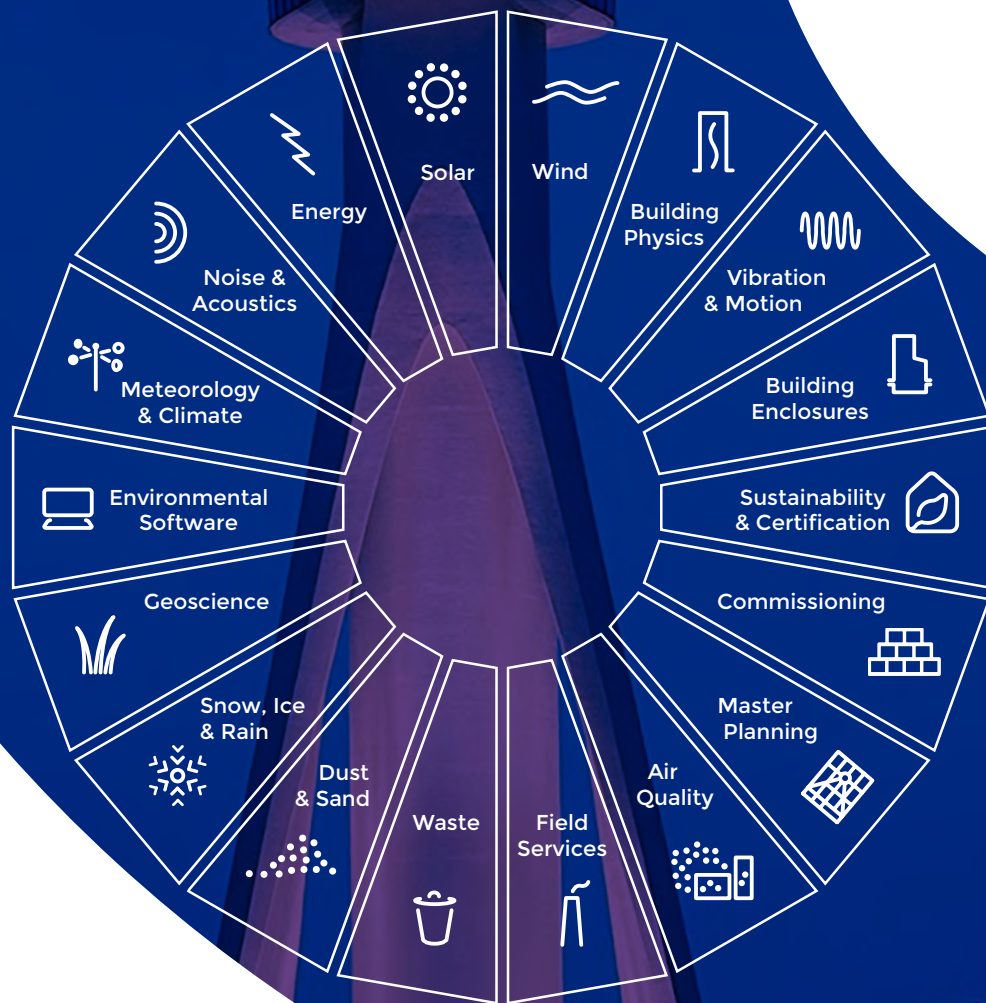 Solar
Wind
Building
Physics
Vibration
& Motion
Building
Enclosures
Sustainability
& Certification
Commissioning
Master
Planning
Air
Quality
Field
Services
Waste
Dust
& Sand
Snow, Ice
& Rain
Geoscience
Environmental
Software
Meteorology
& Climate
Noise &
Acoustics
Energy